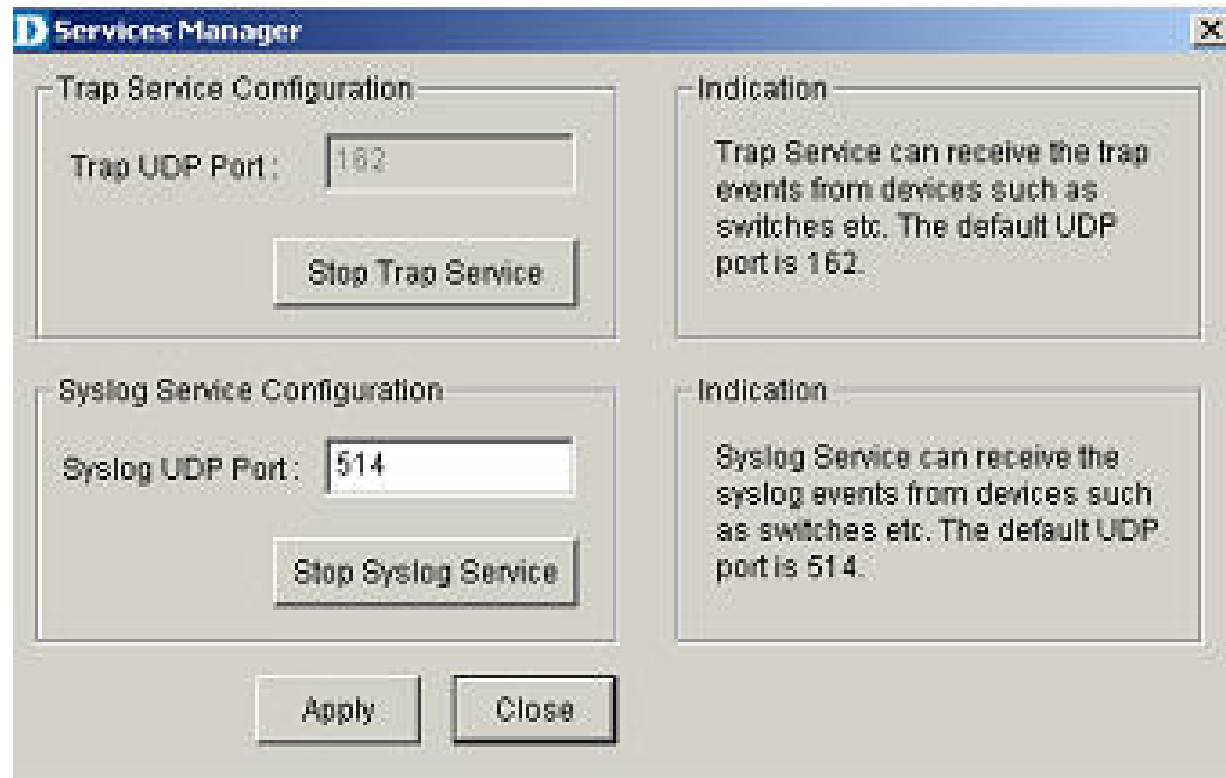 D Services Manager
Trap Service Configuration
Trap UDP Port :
162
Stop Trap Service
Indication
Trap Service can receive the trap
events from devices such as
switches etc. The default UDP
port is 162.
Syslog Service Configuration
Syslog UDP Port :
514
Stop Syslog Service
Indication
Syslog Service can receive the
syslog events from devices such
as switches etc. The default UDP
port is 514.
Apply
Close